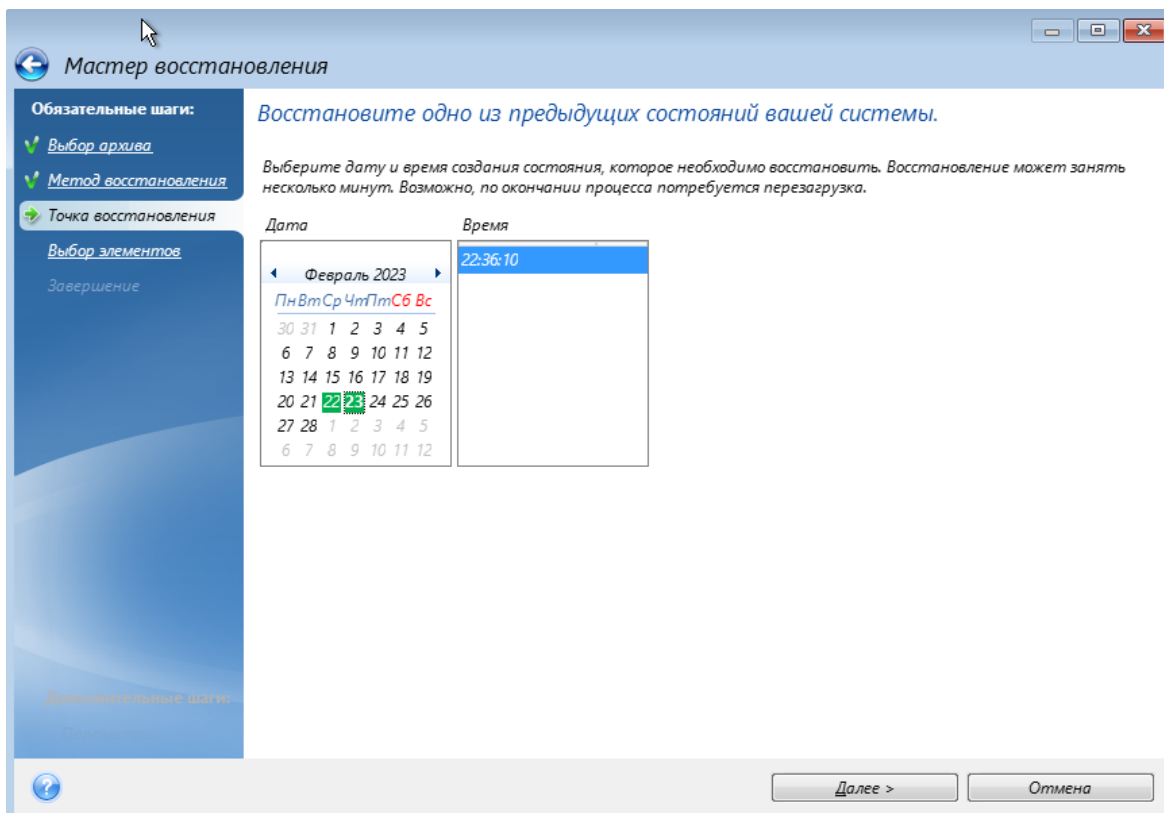 Мастер восстановления
Обязательные шаги:
Выбор архива
Метод восстановления
Точка восстановления
Выбор элементов
Завершение
Восстановите одно из предыдущих состояний вашей системы.
Выберите дату и время создания состояния, которое необходимо восстановить. Восстановление может занять
несколько минут. Возможно, по окончании процесса потребуется перезагрузка.
Дата
Время
Февраль 2023
Пн Вт Ср Чт Пт Сб Вс
30 31 1 2 3 4 5
6 7 8 9 10 11 12
13 14 15 16 17 18 19
20 21 22 23 24 25 26
27 28 1 2 3 4 5
6 7 8 9 10 11 12
22:36:10
шаги:
?
Далее >
Отмена